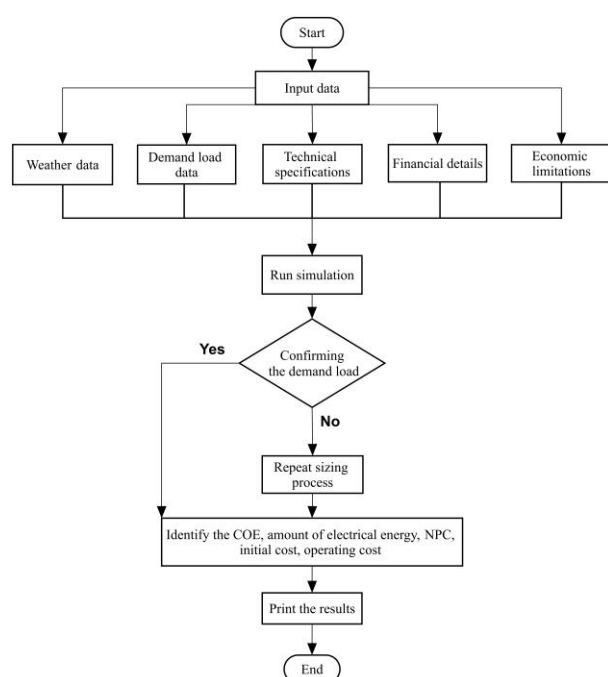 Start
Input data
Weather data
Demand load
data
Technical
specifications
Financial details
Economic
limitations
Run simulation
Yes
Confirming
the demand load
No
Repeat sizing
process
Identify the COE, amount of electrical energy, NPC,
initial cost, operating cost
Print the results
End